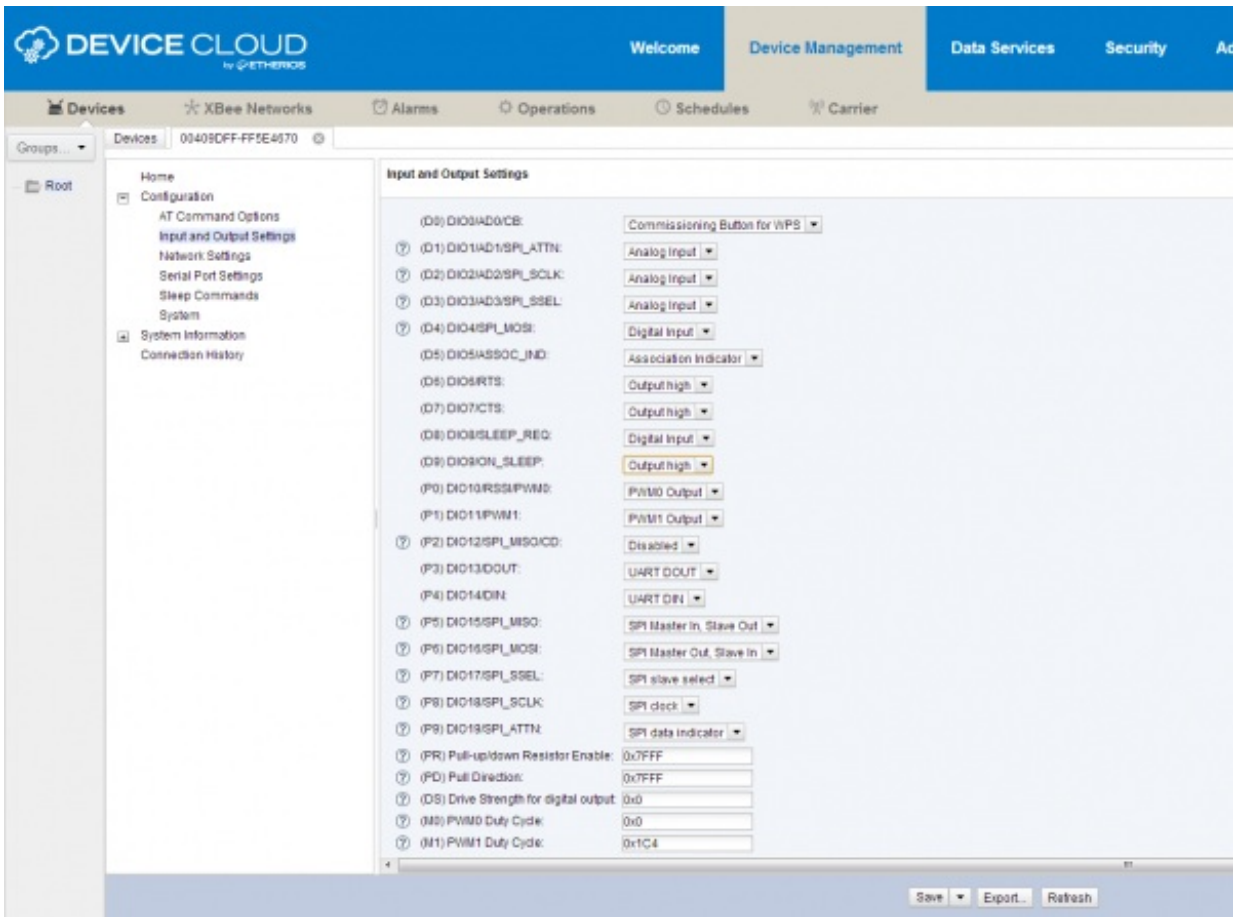 DEVICE CLOUD
by ETHERIOS
Welcome
Device Management
Data Services
Security
Devices
XBee Networks
Alarms
Operations
Schedules
Carrier
Groups...
Devices
00409DFF-FF5E4670
Root
Home
Configuration
AT Command Options
Input and Output Settings
Network Settings
Serial Port Settings
Sleep Commands
System
System Information
Connection History
Input and Output Settings
(D0) DIO0/AD0/CB: Commissioning Button for WPS
(D1) DIO1/AD1/SPI_ATTN: Analog Input
(D2) DIO2/AD2/SPI_SCLK: Analog Input
(D3) DIO3/AD3/SPI_SSEL: Analog Input
(D4) DIO4/SPI_MOSI: Digital Input
(D5) DIO5/ASSOC_IND: Association Indicator
(D6) DIO6/RTS: Output high
(D7) DIO7/CTS: Output high
(D8) DIO8/SLEEP_REQ: Digital Input
(D9) DIO9/ON_SLEEP: Output high
(P0) DIO10/RSSI/PWM0: PWM0 Output
(P1) DIO11/PWM1: PWM1 Output
(P2) DIO12/SPI_MISO/CD: Disabled
(P3) DIO13/DOUT: UART DOUT
(P4) DIO14/DIN: UART DIN
(P5) DIO15/SPI_MISO: SPI Master In, Slave Out
(P6) DIO16/SPI_MOSI: SPI Master Out, Slave In
(P7) DIO17/SPI_SSEL: SPI slave select
(P8) DIO18/SPI_SCLK: SPI clock
(P9) DIO19/SPI_ATTN: SPI data indicator
(PR) Pull-up/down Resistor Enable: 0x7FFF
(PD) Pull Direction: 0x7FFF
(DS) Drive Strength for digital output: 0x0
(M0) PWM0 Duty Cycle: 0x0
(M1) PWM1 Duty Cycle: 0x1C4
Save
Export...
Refresh